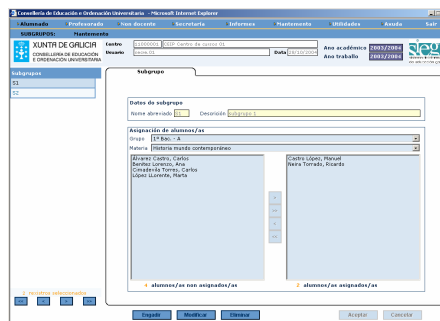 Consellería de Educación e Ordenación Universitaria - Microsoft Internet Explorer
Alumnado Profesorado Non docente Secretaría Informes Mantemento Utilidades Axuda Saír
SUBGRUPOS: Mantemento
XUNTA DE GALICIA
CONSELLERÍA DE EDUCACIÓN
E ORDENACIÓN UNIVERSITARIA
Centro CEIP Centro de cursos 01
Usuario
Data 18/10/2004
Ano académico 2003/2004
Ano traballo 2003/2004
Subgrupos
S1
S2
Subgrupo
Datos do subgrupo
Nome abreviado S1 Descrición subgrupo 1
Asignación de alumnos/as
Grupo 1º Bac. - A
Materia Historia mundo contemporáneo
Álvarez Castro, Carlos
Benítez Lorenzo, Ana
Cimadevila Torres, Carlos
López LLorente, Marta
Castro López, Manuel
Neira Torrado, Ricardo
4 alumnos/as non asignados/as
2 alumnos/as asignados/as
2 rexistros seleccionados
Engadir Modificar Eliminar Aceptar Cancelar